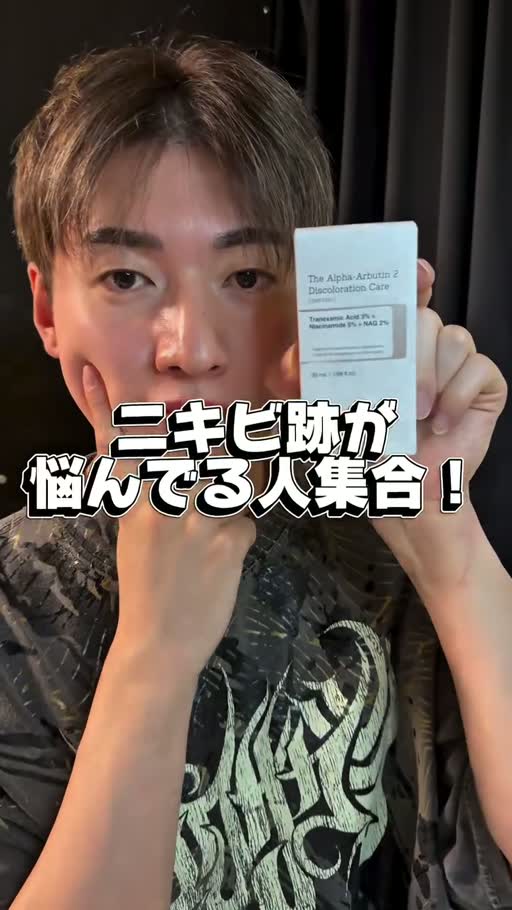 The Alpha-Arbutin 2
Discoloration Care
Tranexamic Acid 3% +
Niacinamide 5% + NAG 2%
ニキビ跡が
悩んでる人集合！